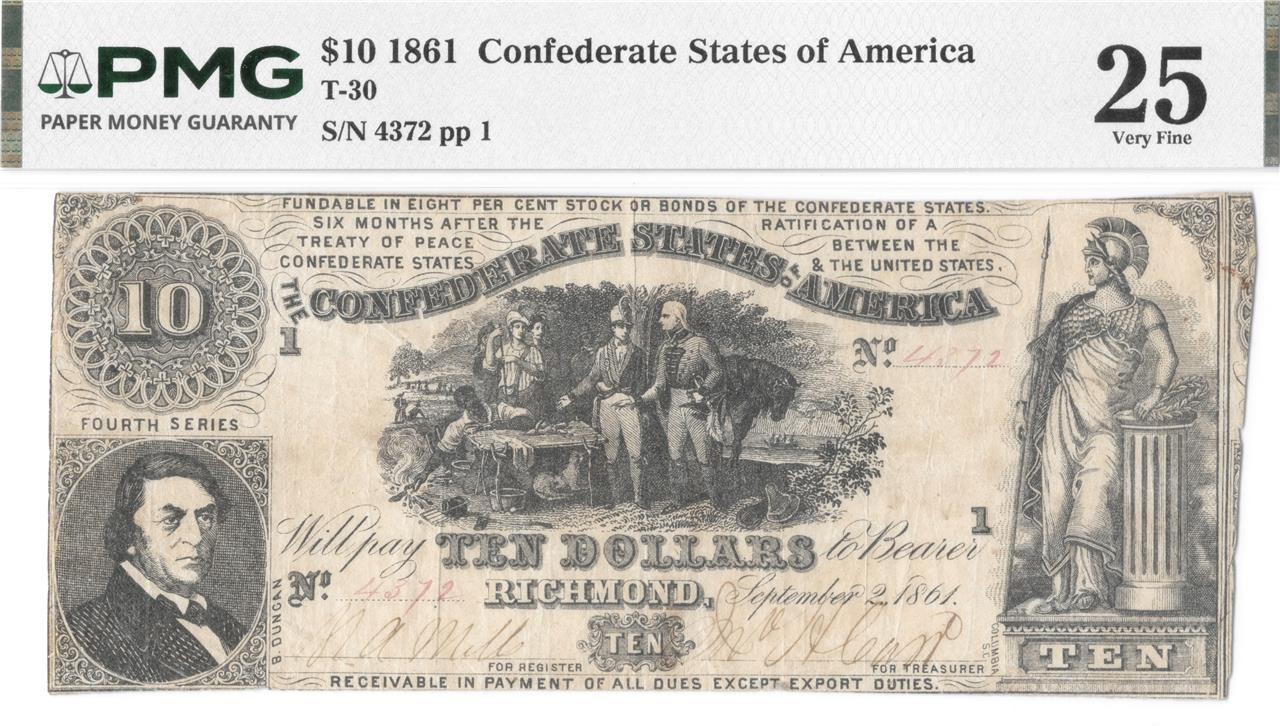 PMG
PAPER MONEY GUARANTY
$10 1861 Confederate States of America
T-30
S/N 4372 pp 1
25
Very Fine
FUNDABLE IN EIGHT PER CENT STOCK OR BONDS OF THE CONFEDERATE STATES.
SIX MONTHS AFTER THE RATIFICATION OF A
TREATY OF PEACE BETWEEN THE
CONFEDERATE STATES & THE UNITED STATES.
THE CONFEDERATE STATES OF AMERICA
10
1
No. 4372
FOURTH SERIES
1
Will pay TEN DOLLARS to Bearer
No. 4372 RICHMOND, September 2, 1861.
B. DUNCAN
TEN
COLUMBIA S.C.
TEN
FOR REGISTER
FOR TREASURER
RECEIVABLE IN PAYMENT OF ALL DUES EXCEPT EXPORT DUTIES.